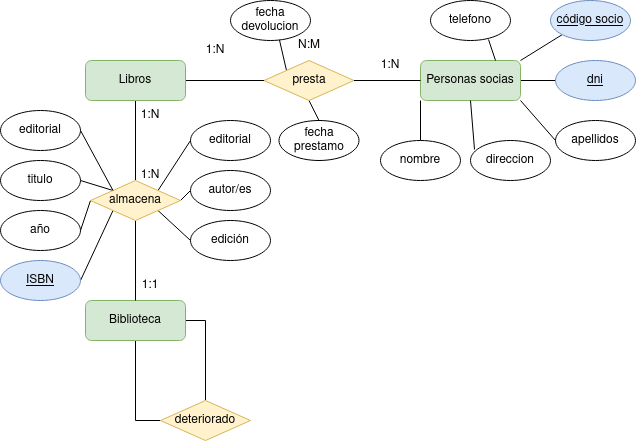 fecha
devolucion
telefono
código socio
1:N
N:M
1:N
Libros
presta
Personas socias
dni
1:N
editorial
editorial
fecha
prestamo
apellidos
nombre
direccion
1:N
titulo
autor/es
almacena
año
edición
ISBN
1:1
Biblioteca
deteriorado